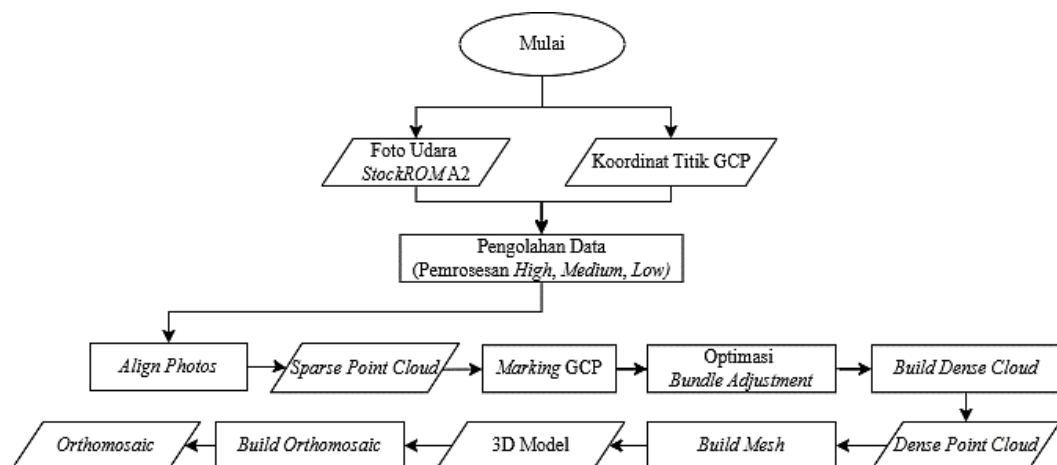 Mulai
Foto Udara
StockROM A2
Koordinat Titik GCP
Pengolahan Data
(Pemrosesan High, Medium, Low)
Align Photos
Sparse Point Cloud
Marking GCP
Optimasi
Bundle Adjustment
Build Dense Cloud
Dense Point Cloud
Build Mesh
3D Model
Build Orthomosaic
Orthomosaic